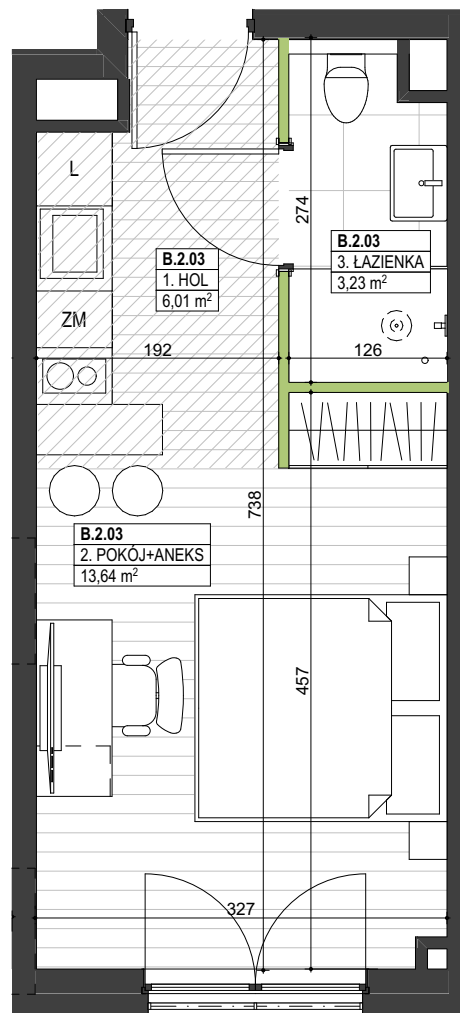 L
274
B.2.03
1. HOL
6,01 m²
B.2.03
3. ŁAZIENKA
3,23 m²
ZM
192
126
738
B.2.03
2. POKÓJ+ANEKS
13,64 m²
457
327